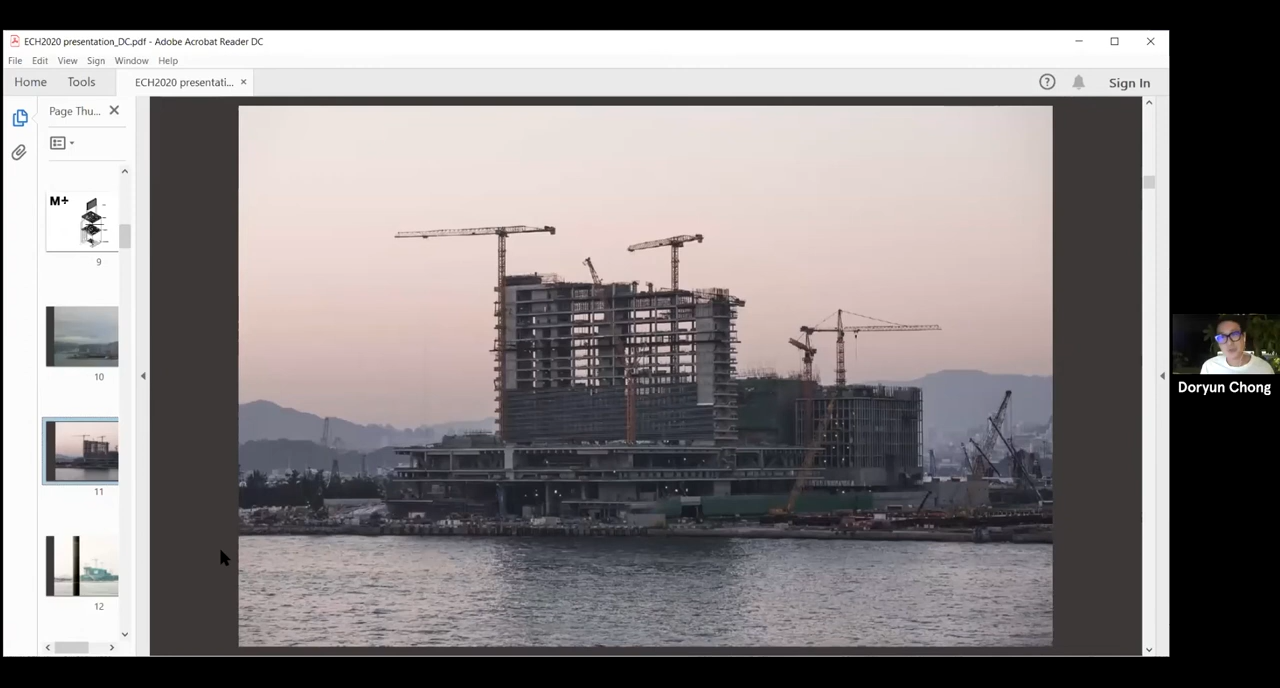 ECH2020 presentation_DC.pdf - Adobe Acrobat Reader DC
File Edit View Sign Window Help
Home Tools ECH2020 presentati... Sign In
Page Thu...
M+
9
10
11
12
Doryun Chong